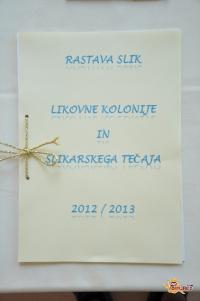 RASTAVA SLIK
LIKOVNE KOLONIJE
IN
SLIKARSKEGA TEČAJA
2012 / 2013